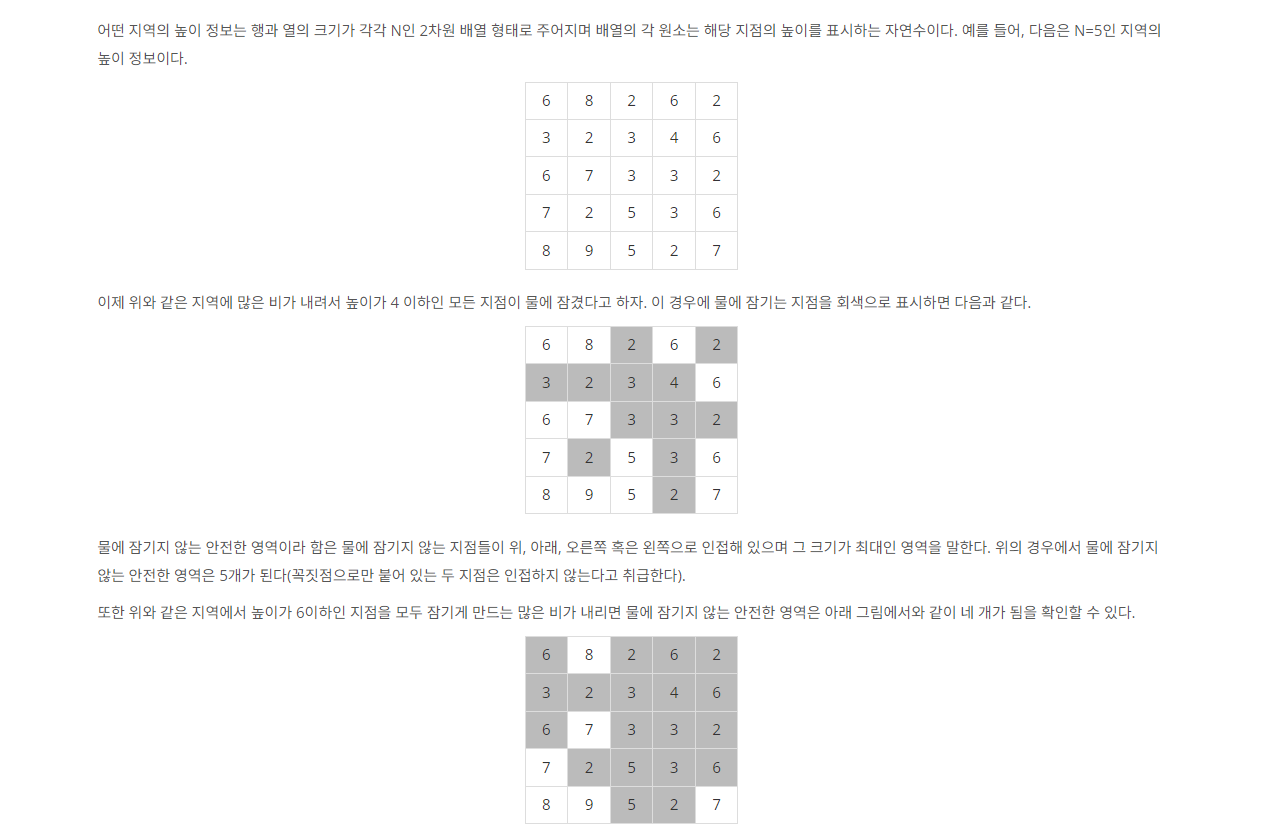 어떤 지역의 높이 정보는 행과 열의 크기가 각각 N인 2차원 배열 형태로 주어지며 배열의 각 원소는 해당 지점의 높이를 표시하는 자연수이다. 예를 들어, 다음은 N=5인 지역의
높이 정보이다.
6 8 2 6 2
3 2 3 4 6
6 7 3 3 2
7 2 5 3 6
8 9 5 2 7
이제 위와 같은 지역에 많은 비가 내려서 높이가 4 이하인 모든 지점이 물에 잠겼다고 하자. 이 경우에 물에 잠기는 지점을 회색으로 표시하면 다음과 같다.
6 8 2 6 2
3 2 3 4 6
6 7 3 3 2
7 2 5 3 6
8 9 5 2 7
물에 잠기지 않는 안전한 영역이라 함은 물에 잠기지 않는 지점들이 위, 아래, 오른쪽 혹은 왼쪽으로 인접해 있으며 그 크기가 최대인 영역을 말한다. 위의 경우에서 물에 잠기지
않는 안전한 영역은 5개가 된다(꼭짓점으로만 붙어 있는 두 지점은 인접하지 않는다고 취급한다).
또한 위와 같은 지역에서 높이가 6이하인 지점을 모두 잠기게 만드는 많은 비가 내리면 물에 잠기지 않는 안전한 영역은 아래 그림에서와 같이 네 개가 됨을 확인할 수 있다.
6 8 2 6 2
3 2 3 4 6
6 7 3 3 2
7 2 5 3 6
8 9 5 2 7